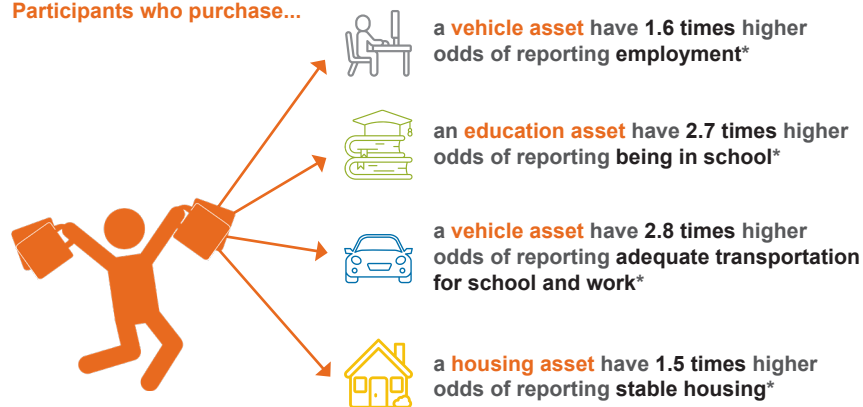 Participants who purchase...
a vehicle asset have 1.6 times higher
odds of reporting employment*
an education asset have 2.7 times higher
odds of reporting being in school*
a vehicle asset have 2.8 times higher
odds of reporting adequate transportation
for school and work*
a housing asset have 1.5 times higher
odds of reporting stable housing*